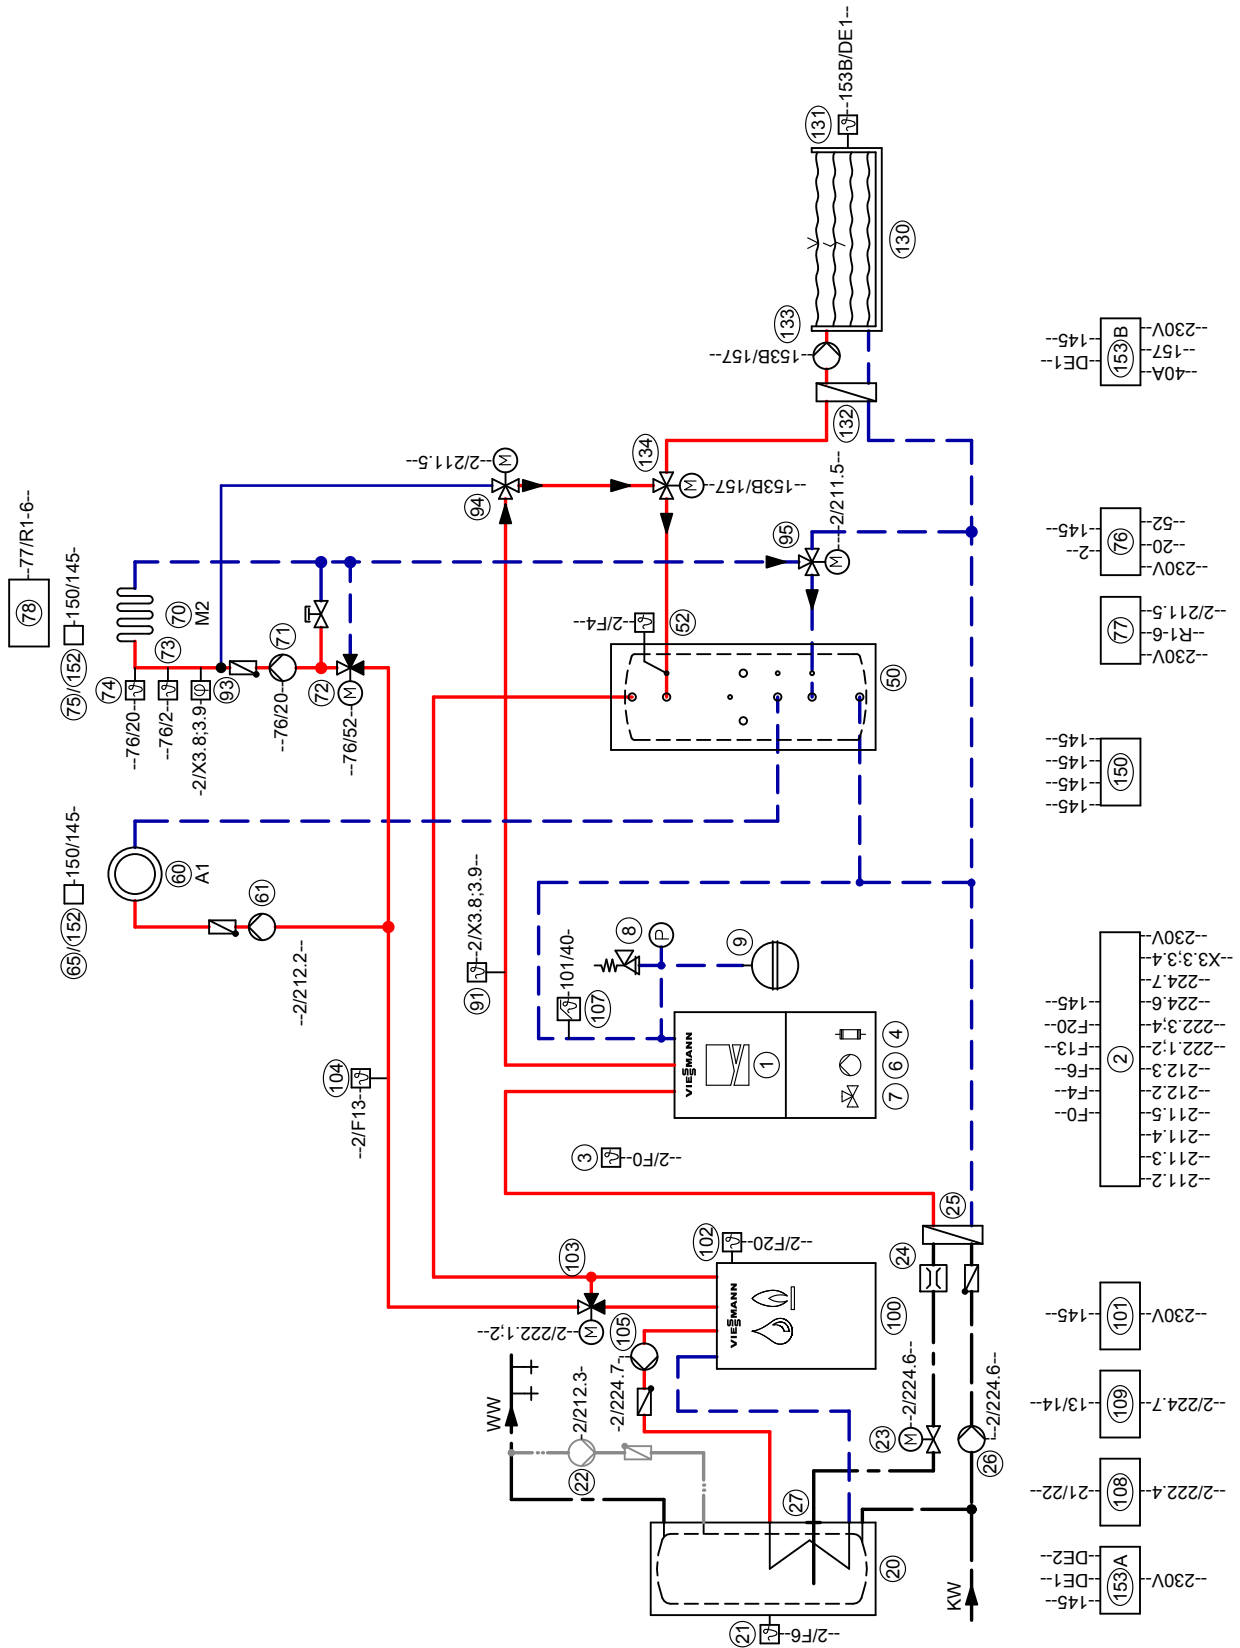 78
--77/R1-6--
75/152
-150/145-
74
73
70
M2
--76/20-
--76/2--
-2/X3.8;3.9-
93
71
--76/20-
72
--76/52--
65/152
-150/145-
60
A1
61
--2/212.2--
104
--2/F13--
--2/211.5--
94
134
--153B/157--
52
--2/F4--
95
---2/211.5--
50
131
--153B/DE1--
133
--153B/157--
130
132
91
--2/X3.8;3.9--
-101/40-
107
8
P
9
VIESMANN
1
4
6
7
3
--2/F0--
103
--2/222.1;2--
105
-2/224.7--
102
--2/F20--
VIESMANN
100
WW
--2/212.3-
22
27
23
--2/224.6--
24
25
26
---2/224.6--
20
21
--2/F6--
KW
153 B
145--
DE1--
--230V-
--157--
--40A-
76
145--
--2--
--52-
--20--
--230V-
77
--2/211.5-
--R1-6--
--230V-
150
145--
145--
145--
145--
2
145--
F20--
F13--
F6--
F4--
F0--
--230V-
--X3.3;3.4-
--224.7-
--224.6-
--222.3;4-
--222.1;2-
--212.3-
--212.2-
--211.5-
--211.4-
--211.3-
--211.2-
101
145--
--230V-
109
13/14--
--2/224.7-
108
21/22--
--2/222.4-
153 A
DE2--
DE1--
145--
--230V-
M
M
M
M
M
M